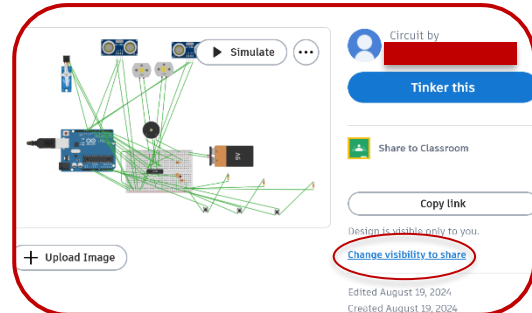 Simulate
Circuit by
Tinker this
Share to Classroom
Copy link
Design is visible only to you.
Change visibility to share
Upload Image
Edited August 19, 2024
Created August 19, 2024
9V